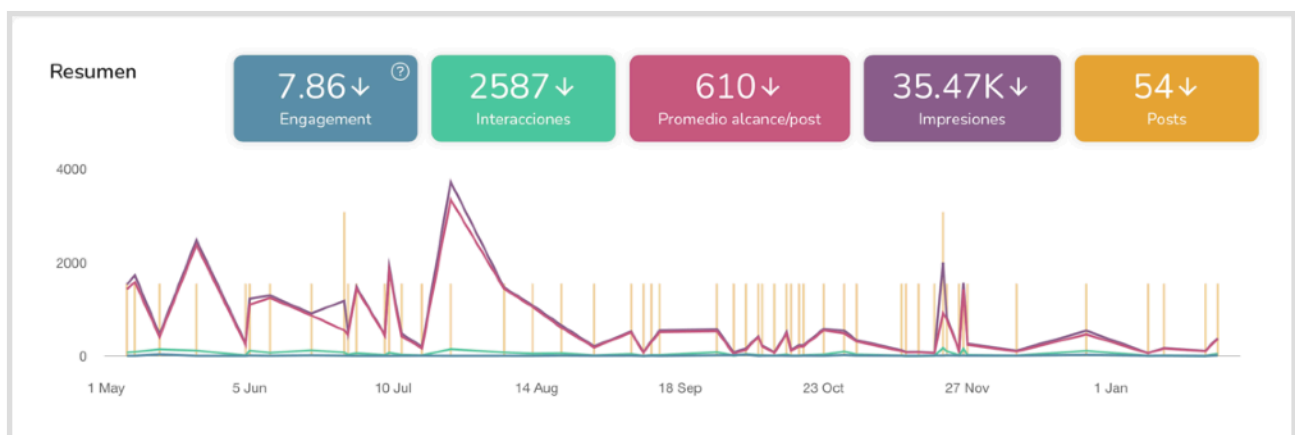 Resumen
7.86↓ ?
Engagement
2587↓
Interacciones
610↓
Promedio alcance/post
35.47K↓
Impresiones
54↓
Posts
4000
2000
0
1 May 5 Jun 10 Jul 14 Aug 18 Sep 23 Oct 27 Nov 1 Jan